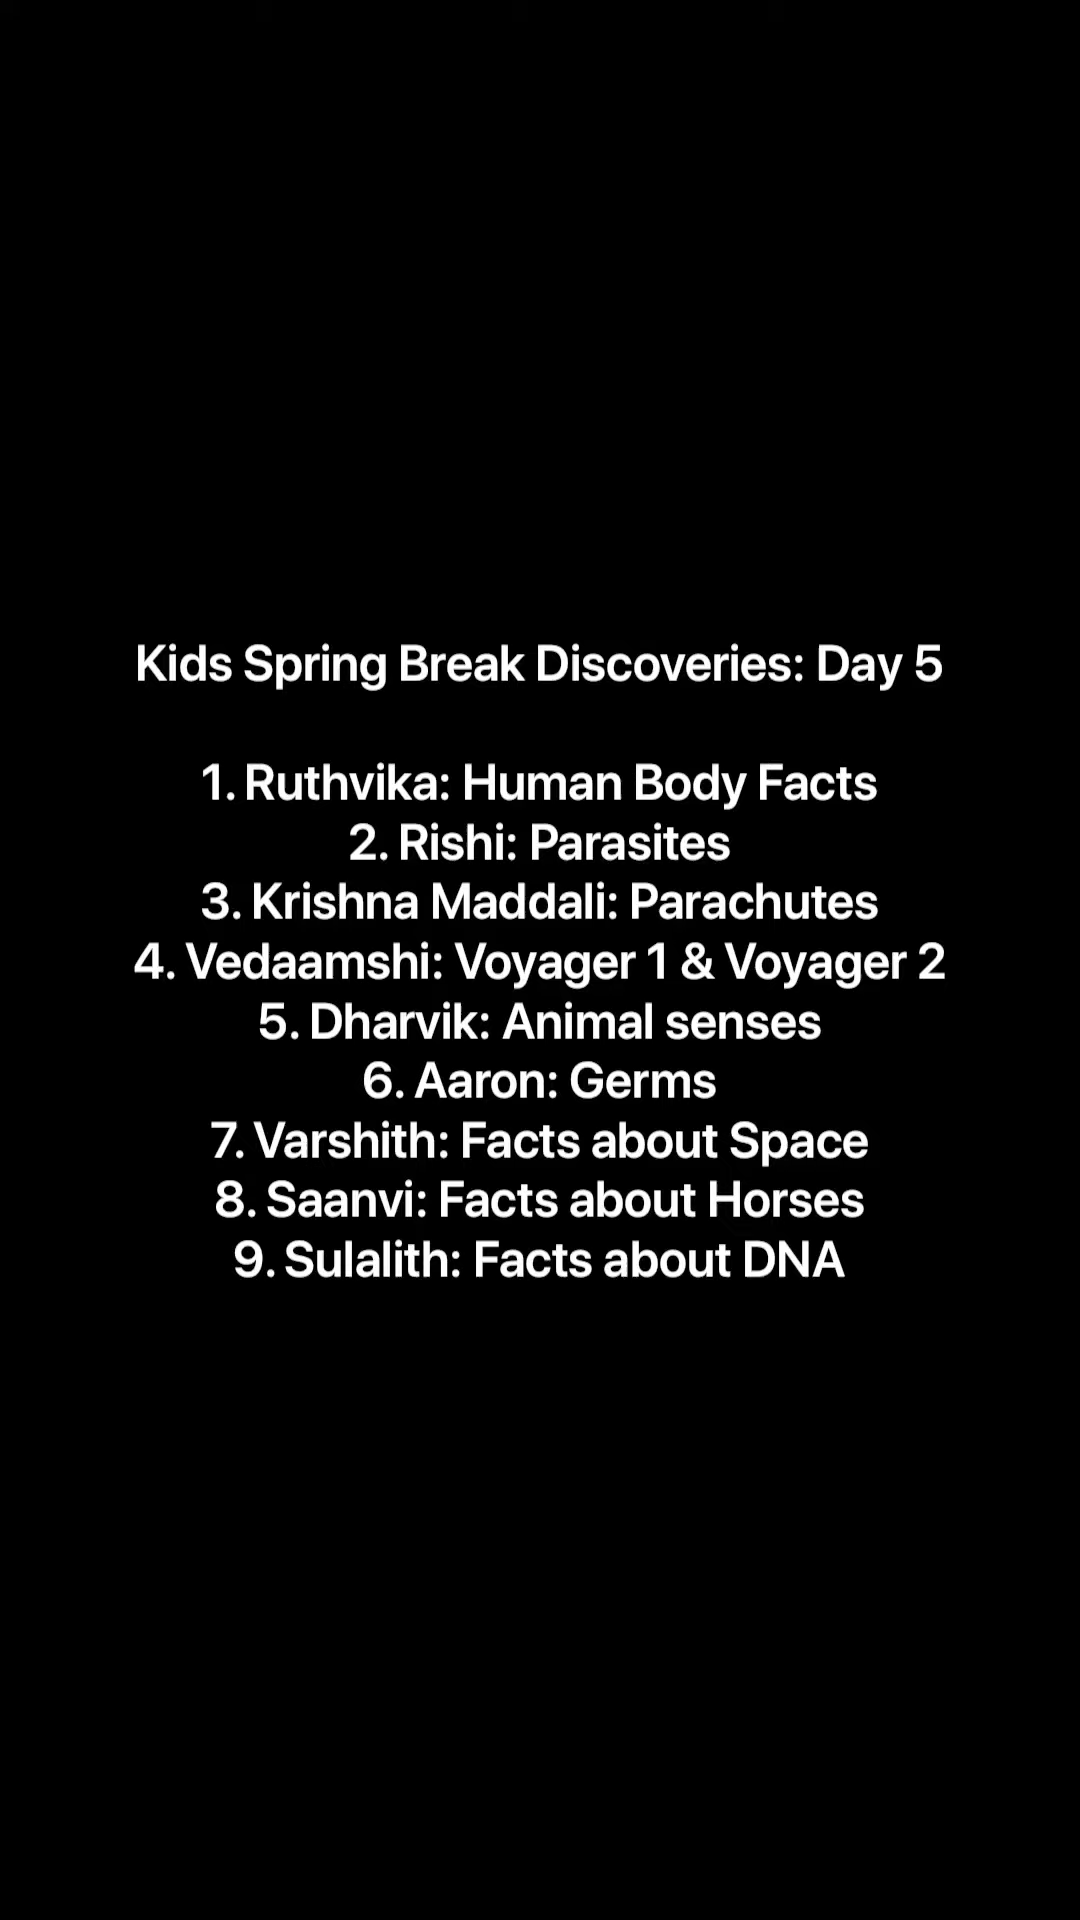 Kids Spring Break Discoveries: Day 5
1. Ruthvika: Human Body Facts
2. Rishi: Parasites
3. Krishna Maddali: Parachutes
4. Vedaamshi: Voyager 1 & Voyager 2
5. Dharvik: Animal senses
6. Aaron: Germs
7. Varshith: Facts about Space
8. Saanvi: Facts about Horses
9. Sulalith: Facts about DNA